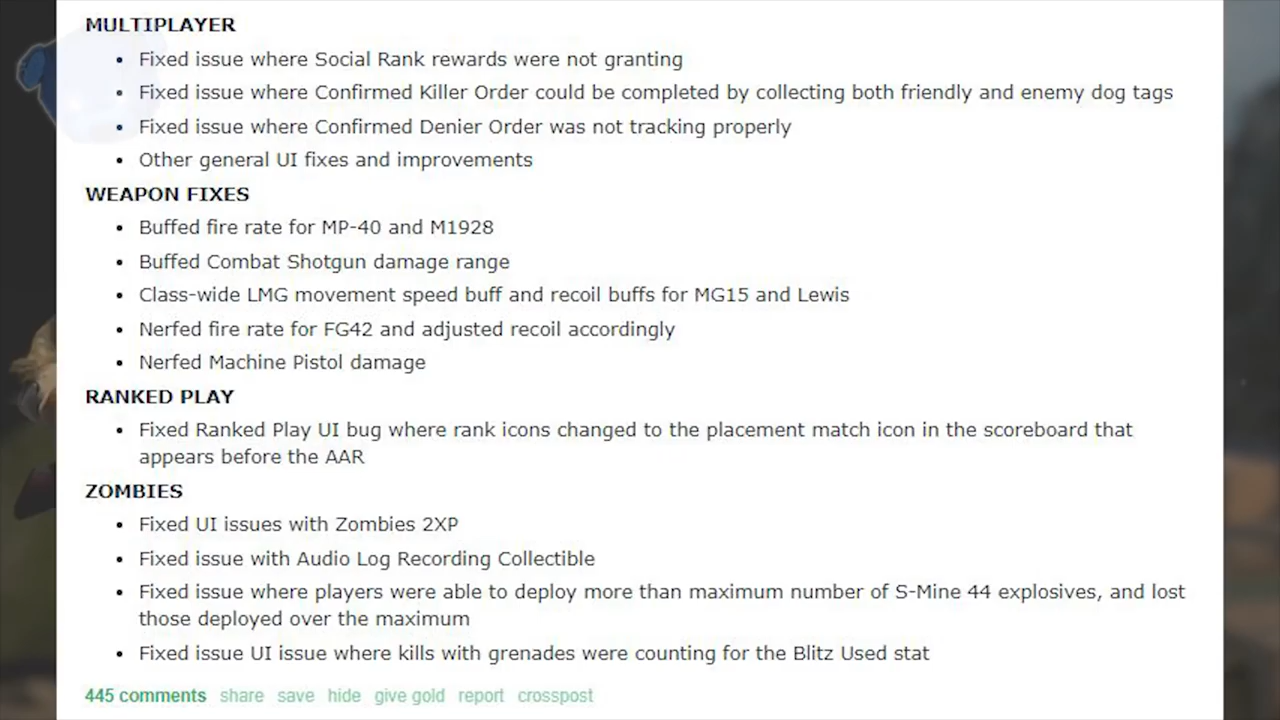 MULTIPLAYER
• Fixed issue where Social Rank rewards were not granting
• Fixed issue where Confirmed Killer Order could be completed by collecting both friendly and enemy dog tags
• Fixed issue where Confirmed Denier Order was not tracking properly
• Other general UI fixes and improvements
WEAPON FIXES
• Buffed fire rate for MP-40 and M1928
• Buffed Combat Shotgun damage range
• Class-wide LMG movement speed buff and recoil buffs for MG15 and Lewis
• Nerfed fire rate for FG42 and adjusted recoil accordingly
• Nerfed Machine Pistol damage
RANKED PLAY
• Fixed Ranked Play UI bug where rank icons changed to the placement match icon in the scoreboard that
appears before the AAR
ZOMBIES
• Fixed UI issues with Zombies 2XP
• Fixed issue with Audio Log Recording Collectible
• Fixed issue where players were able to deploy more than maximum number of S-Mine 44 explosives, and lost
those deployed over the maximum
• Fixed issue UI issue where kills with grenades were counting for the Blitz Used stat
445 comments share save hide give gold report crosspost